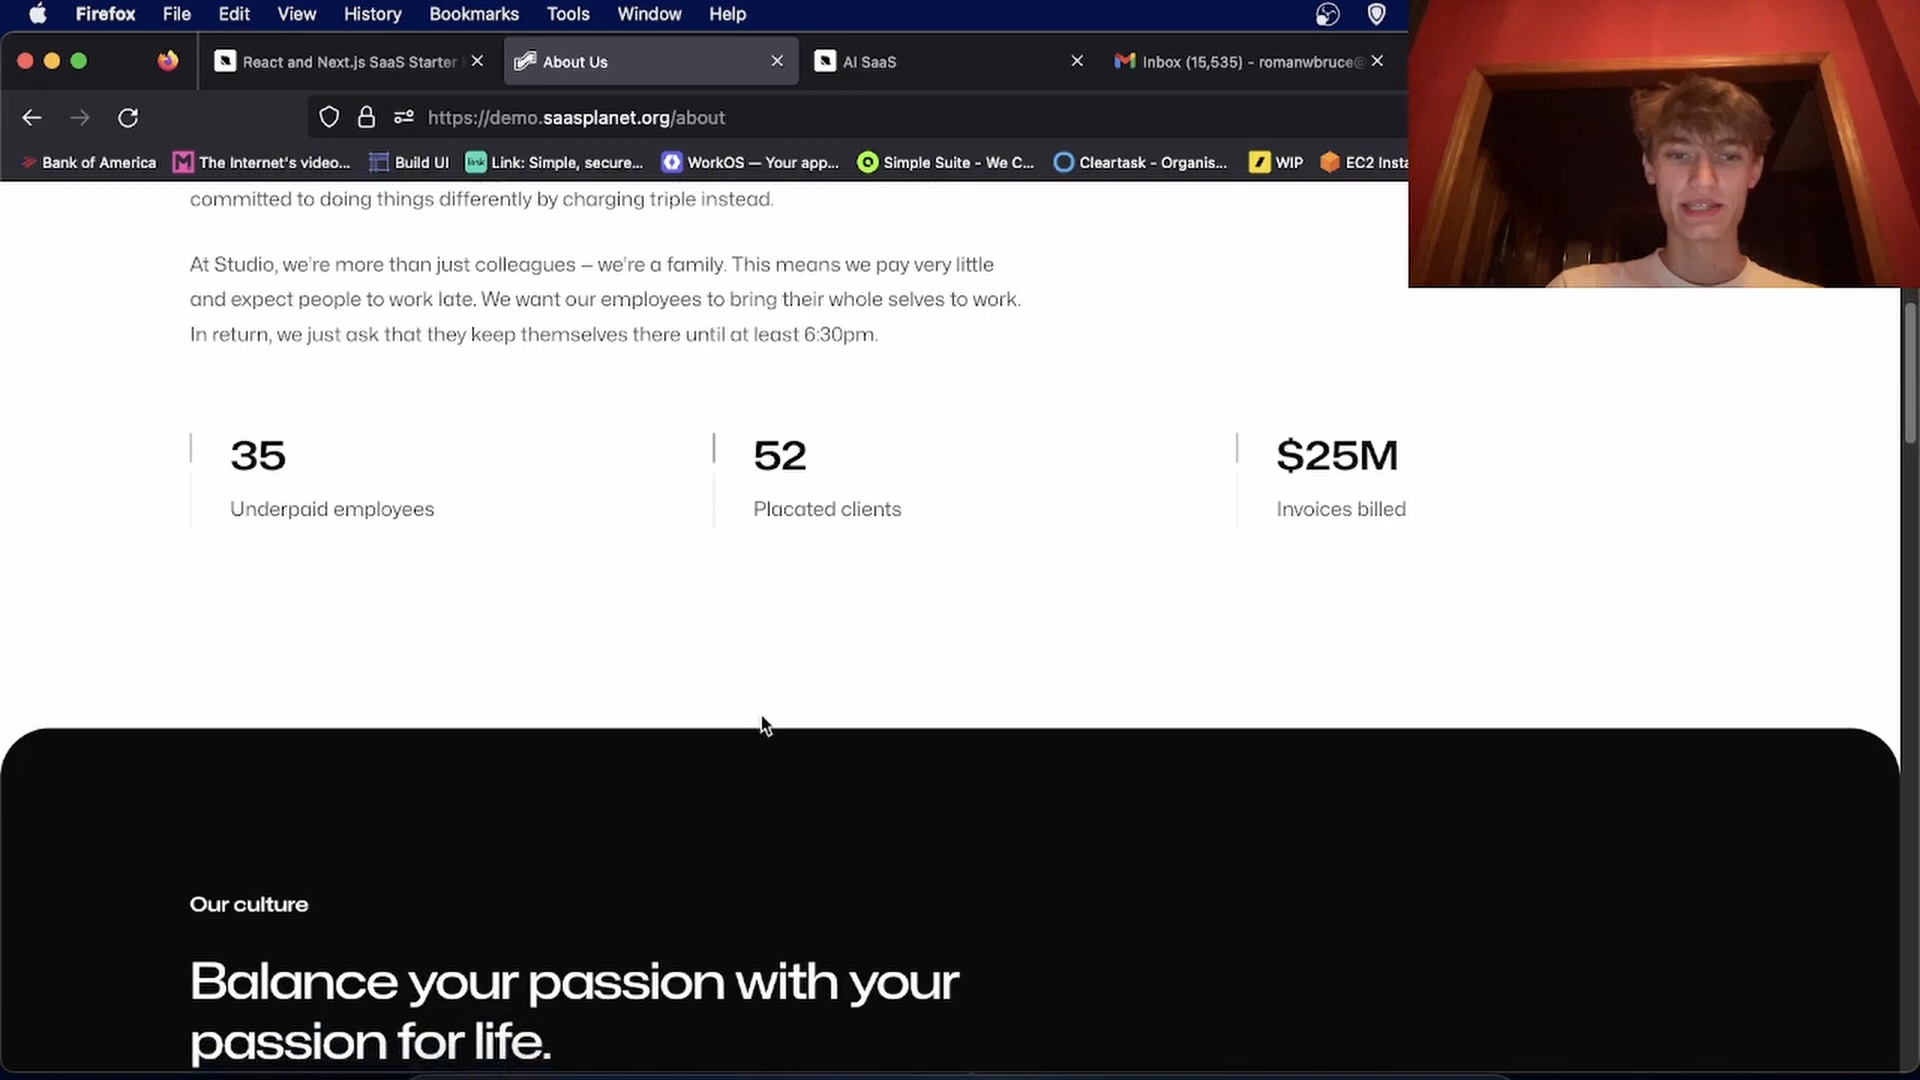 Firefox File Edit View History Bookmarks Tools Window Help
React and Next.js SaaS Starter
About Us
AI SaaS
Inbox (15,535) - romanwbruce@
https://demo.saasplanet.org/about
Bank of America
The Internet's video...
Build UI
link
Link: Simple, secure...
WorkOS — Your app...
Simple Suite - We C...
Cleartask - Organis...
WIP
EC2 Insta
committed to doing things differently by charging triple instead.
At Studio, we're more than just colleagues — we're a family. This means we pay very little
and expect people to work late. We want our employees to bring their whole selves to work.
In return, we just ask that they keep themselves there until at least 6:30pm.
35
Underpaid employees
52
Placated clients
$25M
Invoices billed
Our culture
Balance your passion with your
passion for life.